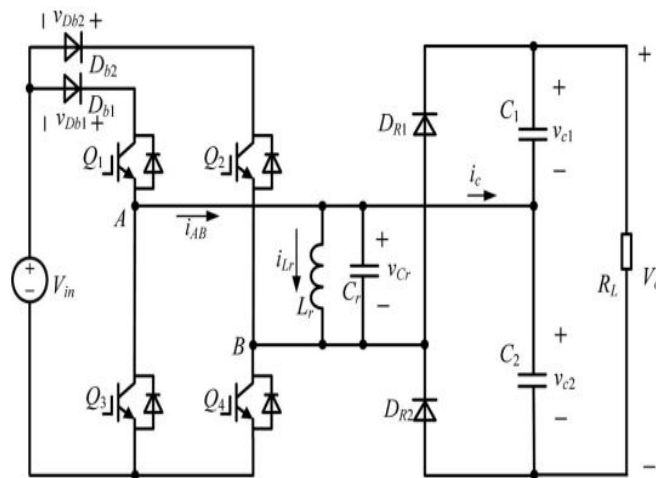 | v_Db2 +
D_b2
| v_Db1 +
D_b1
Q_1
Q_2
D_R1
C_1
+
v_c1
−
+
A
i_AB
i_c
+
−
V_in
i_Lr
L_r
C_r
+
v_Cr
−
R_L
B
C_2
+
v_c2
−
Q_3
Q_4
D_R2
−